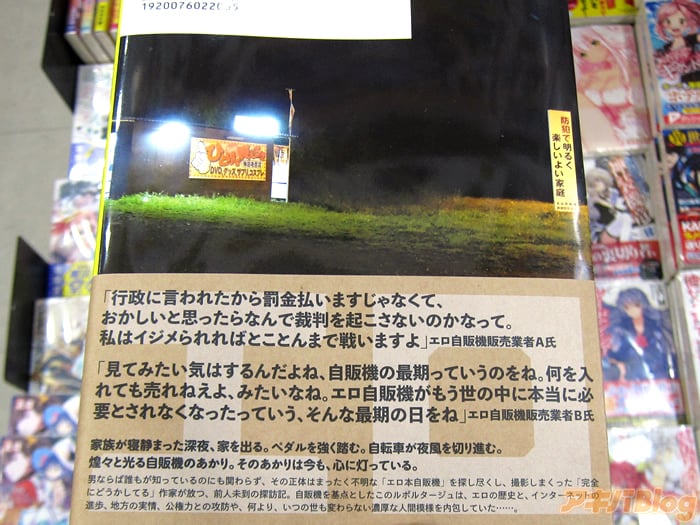 防犯で明るく
楽しいよい家庭
DVD、グッズ、サプリ、コスプレ
「行政に言われたから罰金払いますじゃなくて、
おかしいと思ったらなんで裁判を起こさないのかなって。
私はイジメられればとことんまで戦いますよ」エロ自販機販売業者A氏
「見てみたい気はするんだよね、自販機の最期っていうのをね。何を入
れても売れねえよ、みたいなね。エロ自販機がもう世の中に本当に必
要とされなくなったっていう、そんな最期の日をね」エロ自販機販売業者B氏
家族が寝静まった深夜、家を出る。ペダルを強く踏む。自転車が夜風を切り進む。
煌々と光る自販機のあかり。そのあかりは今も、心に灯っている。
男ならば誰もが知っているのにも関わらず、その正体はまったく不明な「エロ本自販機」を探し尽くし、撮影しまくった「完全
にどうかしてる」作家が放つ、前人未到の探訪記。自販機を基点としたこのルポルタージュは、エロの歴史と、インターネットの
進歩、地方の実情、公権力との攻防や、何より、いつの世も変わらない濃厚な人間模様を内包していた……。
アキバBlog